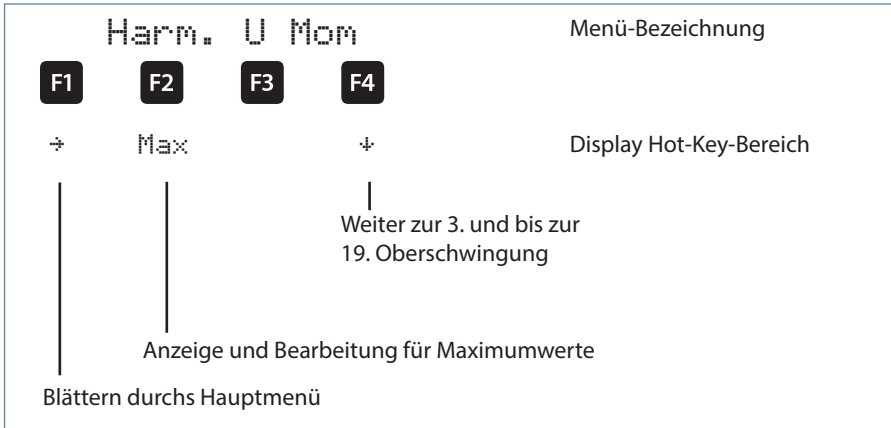 Harm. U Mom Menü-Bezeichnung
F1 F2 F3 F4
→ Max ↓ Display Hot-Key-Bereich
Weiter zur 3. und bis zur
19. Oberschwingung
Anzeige und Bearbeitung für Maximumwerte
Blättern durchs Hauptmenü